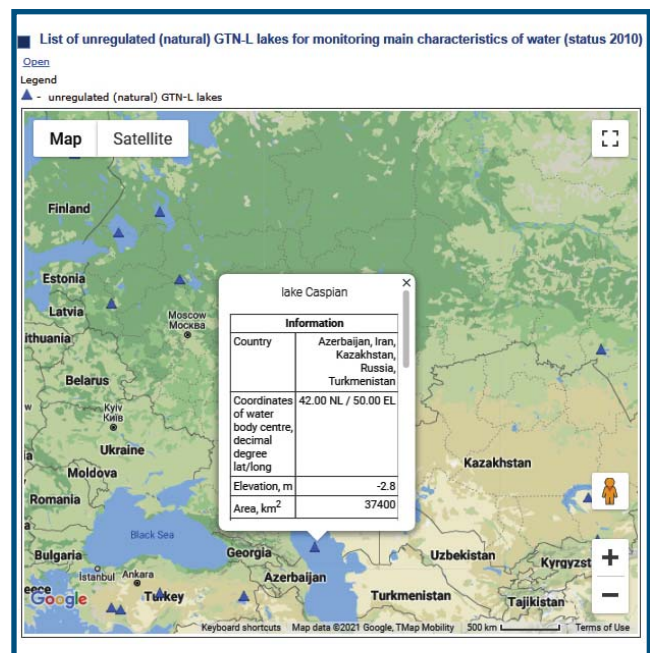 List of unregulated (natural) GTN-L lakes for monitoring main characteristics of water (status 2010)
Open
Legend
- unregulated (natural) GTN-L lakes
Map
Satellite
Finland
Estonia
Latvia
ithuania
Moscow
Москва
Belarus
w
Kyiv
Київ
Ukraine
Moldova
Romania
Bulgaria
Black Sea
Istanbul
Ankara
eece
Google
Turkey
Georgia
Azerbaijan
Kazakhstan
Uzbekistan
Kyrgyzst
Turkmenistan
Tajikistan
lake Caspian
×
Information
Country
Azerbaijan, Iran,
Kazakhstan,
Russia,
Turkmenistan
Coordinates
of water
body centre,
decimal
degree
lat/long
42.00 NL / 50.00 EL
Elevation, m
-2.8
Area, km²
37400
+
−
Keyboard shortcuts
Map data ©2021 Google, TMap Mobility
500 km
Terms of Use